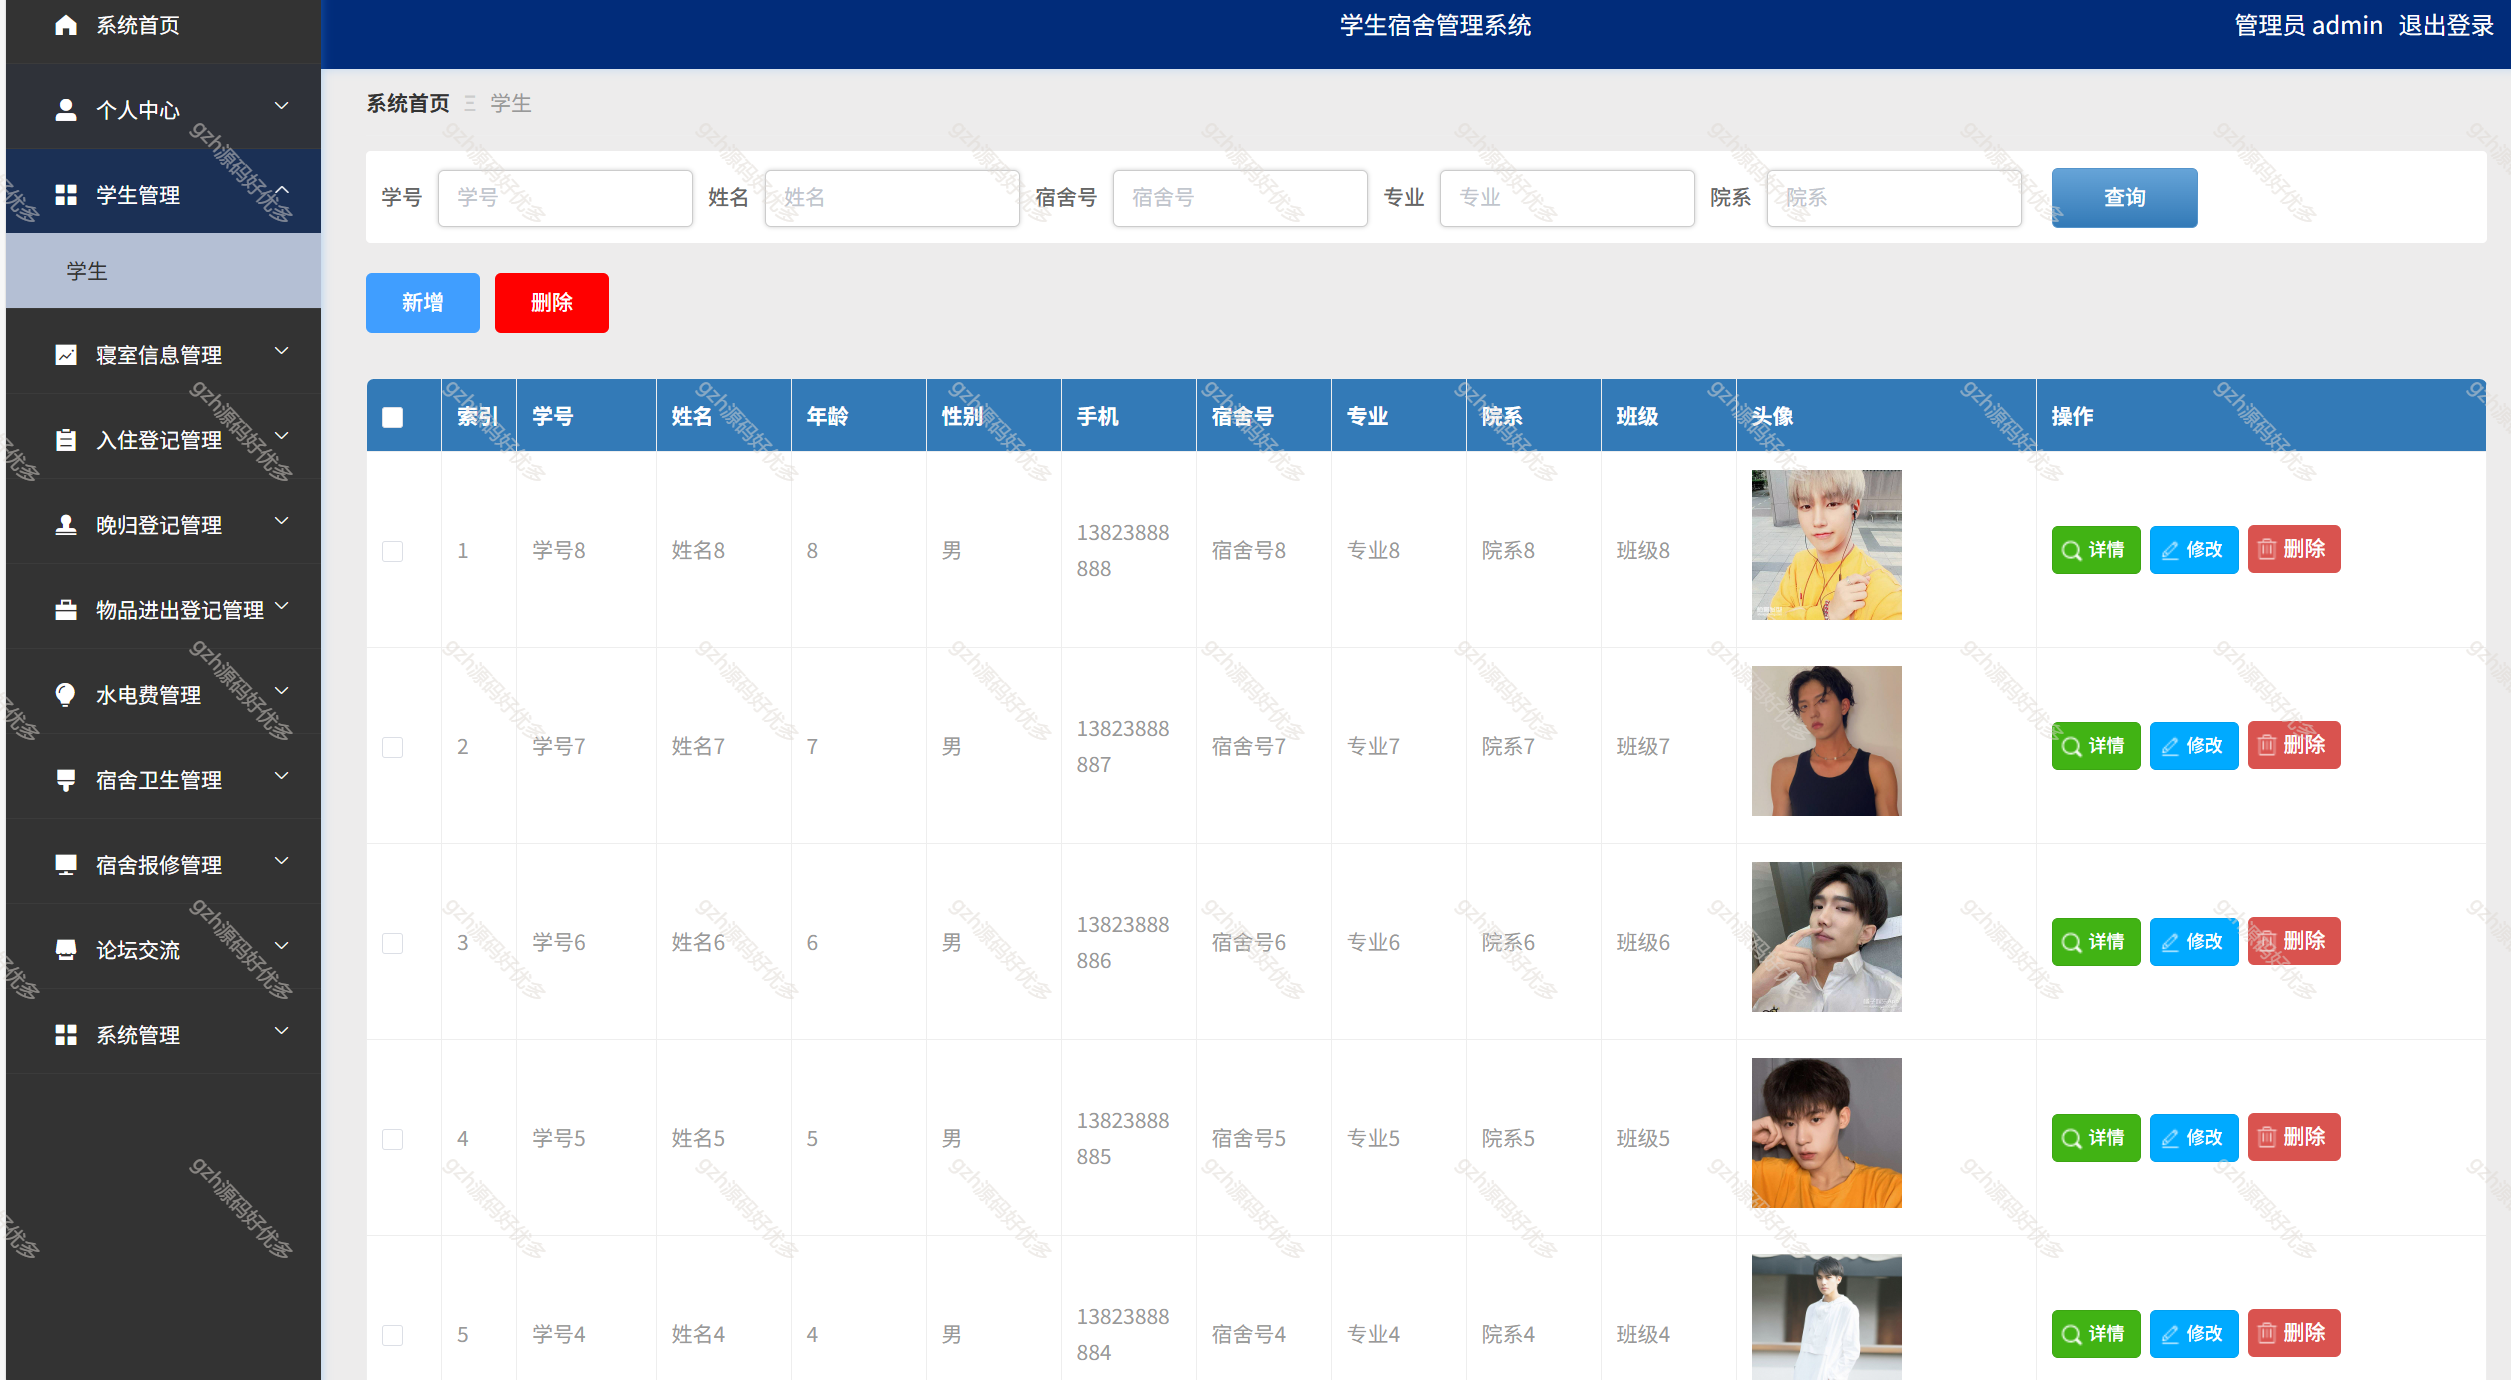 系统首页
个人中心
学生管理
学生
寝室信息管理
入住登记管理
晚归登记管理
物品进出登记管理
水电费管理
宿舍卫生管理
宿舍报修管理
论坛交流
系统管理
学生宿舍管理系统
管理员 admin 退出登录
系统首页 学生
学号 学号 姓名 姓名 宿舍号 宿舍号 专业 专业 院系 院系 查询
新增 删除
索引 学号 姓名 年龄 性别 手机 宿舍号 专业 院系 班级 头像 操作
1 学号8 姓名8 8 男 13823888888 宿舍号8 专业8 院系8 班级8 详情 修改 删除
2 学号7 姓名7 7 男 13823888887 宿舍号7 专业7 院系7 班级7 详情 修改 删除
3 学号6 姓名6 6 男 13823888886 宿舍号6 专业6 院系6 班级6 详情 修改 删除
4 学号5 姓名5 5 男 13823888885 宿舍号5 专业5 院系5 班级5 详情 修改 删除
5 学号4 姓名4 4 男 13823888884 宿舍号4 专业4 院系4 班级4 详情 修改 删除
gzh源码好优多